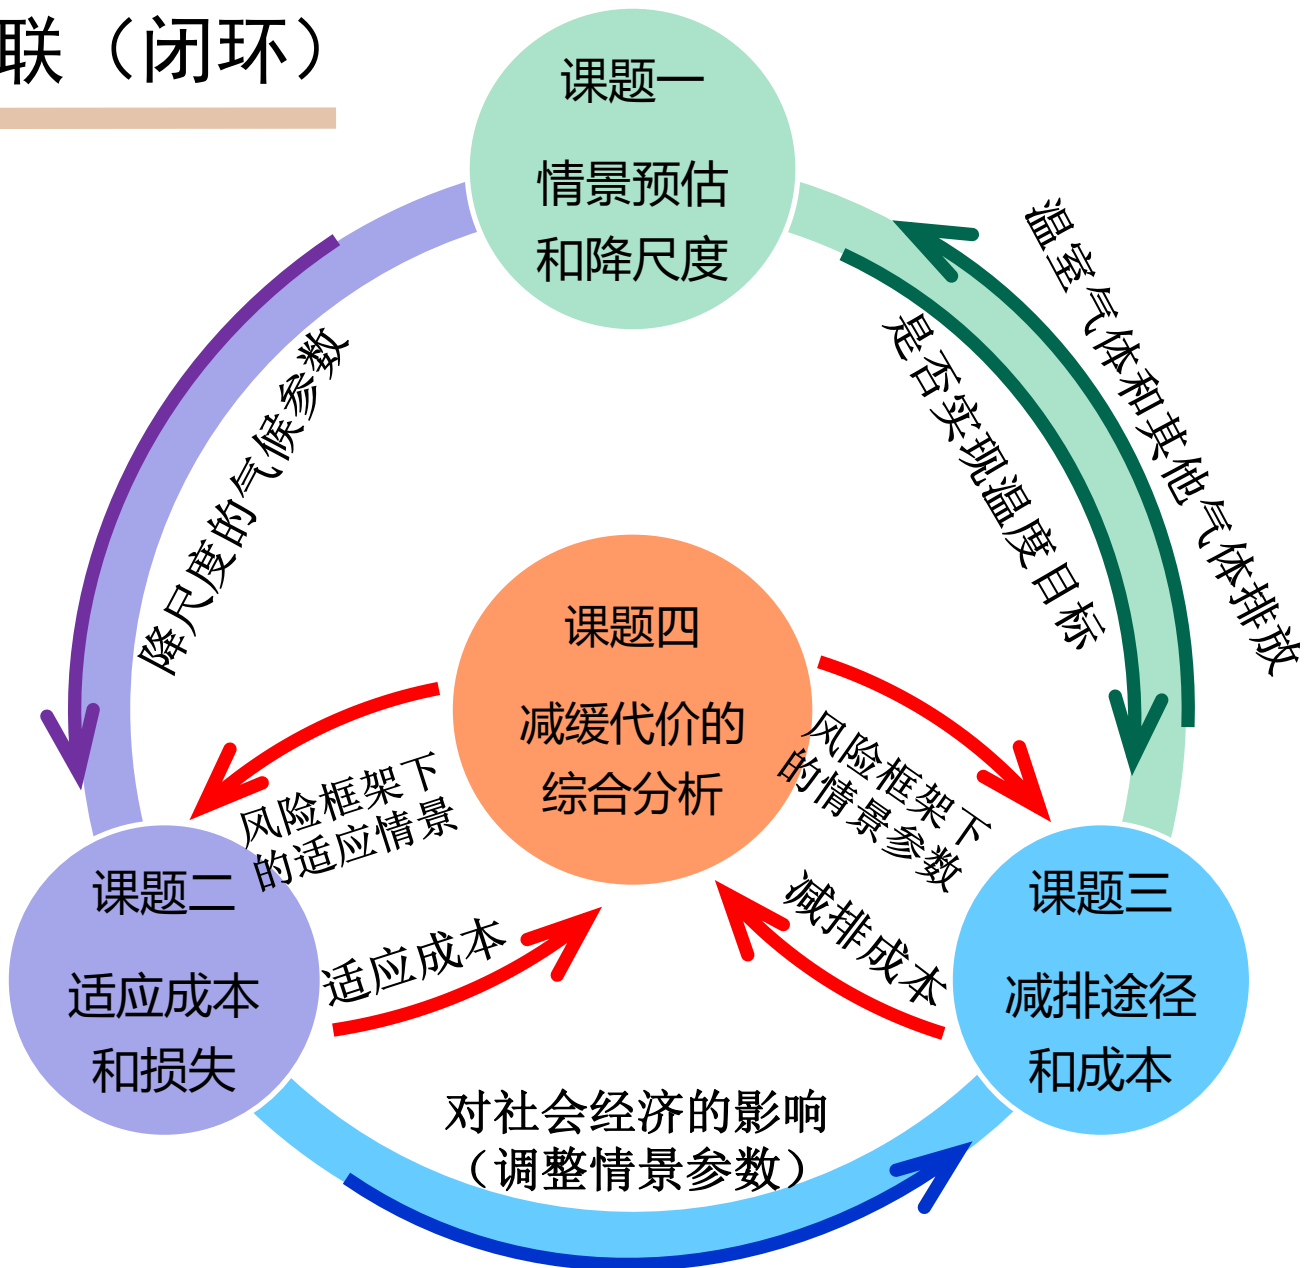 联（闭环）
课题一
情景预估
和降尺度
温室气体和其他气体排放
是否实现温度目标
降尺度的气候参数
课题四
减缓代价的
综合分析
风险框架下
的适应情景
风险框架下
的情景参数
适应成本
减排成本
课题二
适应成本
和损失
课题三
减排途径
和成本
对社会经济的影响
（调整情景参数）